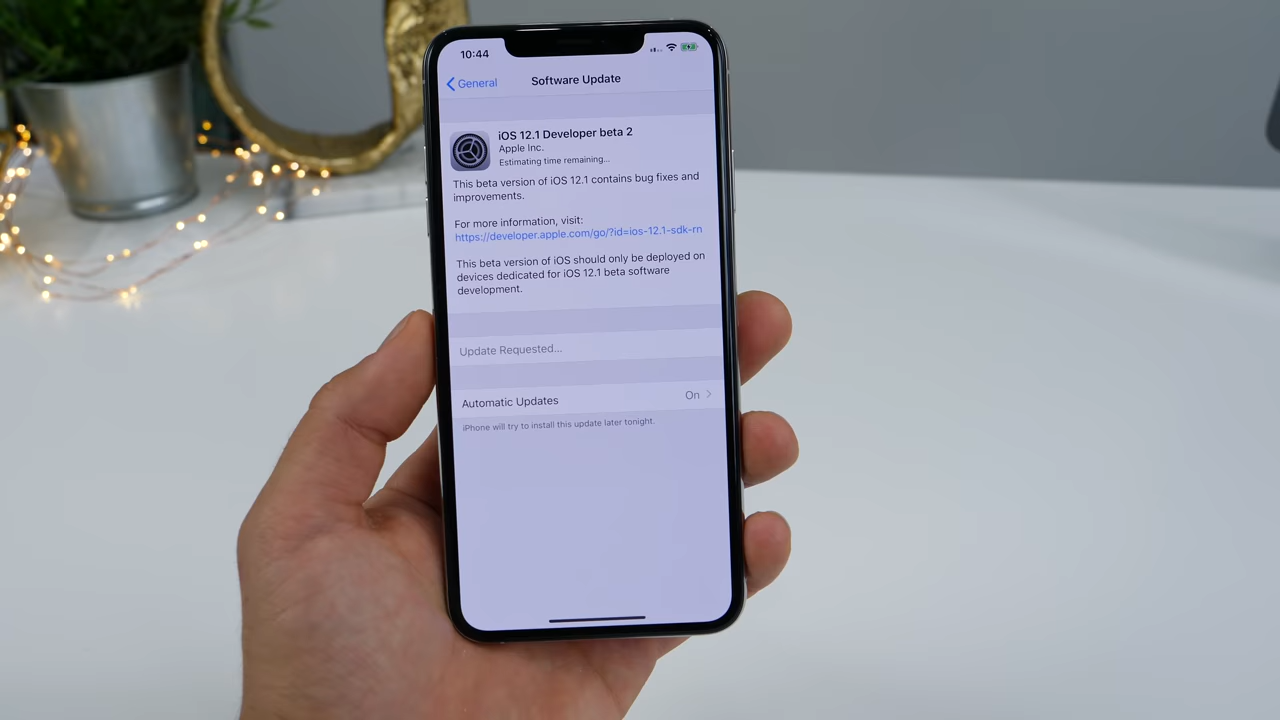 10:44
General
Software Update
iOS 12.1 Developer beta 2
Apple Inc.
Estimating time remaining...
This beta version of iOS 12.1 contains bug fixes and
improvements.
For more information, visit:
https://developer.apple.com/go/?id=ios-12.1-sdk-rn
This beta version of iOS should only be deployed on
devices dedicated for iOS 12.1 beta software
development.
Update Requested...
Automatic Updates On
iPhone will try to install this update later tonight.